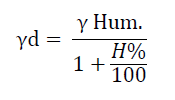 γd = γ Hum. / (1 + H% / 100)